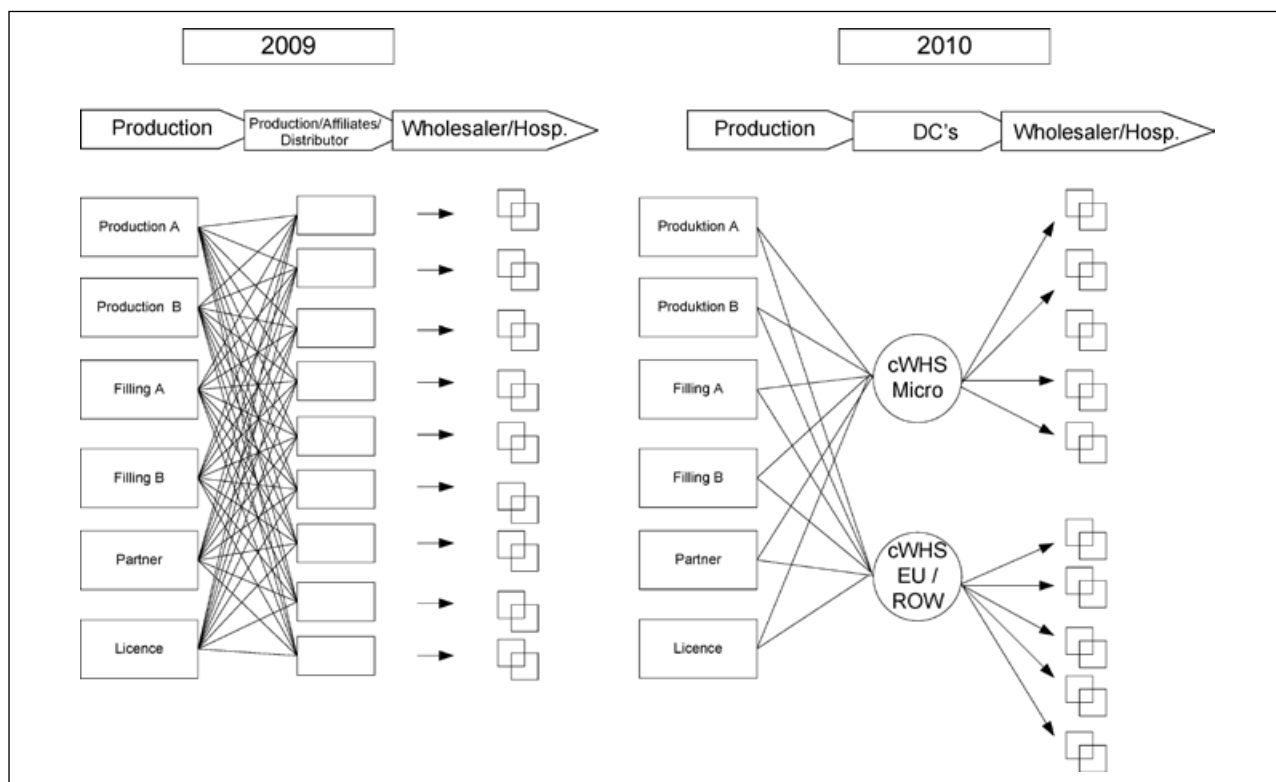 2009
Production
Production/Affiliates/
Distributor
Wholesaler/Hosp.
Production A
Production B
Filling A
Filling B
Partner
Licence
2010
Production
DC's
Wholesaler/Hosp.
Produktion A
Produktion B
Filling A
Filling B
Partner
Licence
cWHS
Micro
cWHS
EU /
ROW